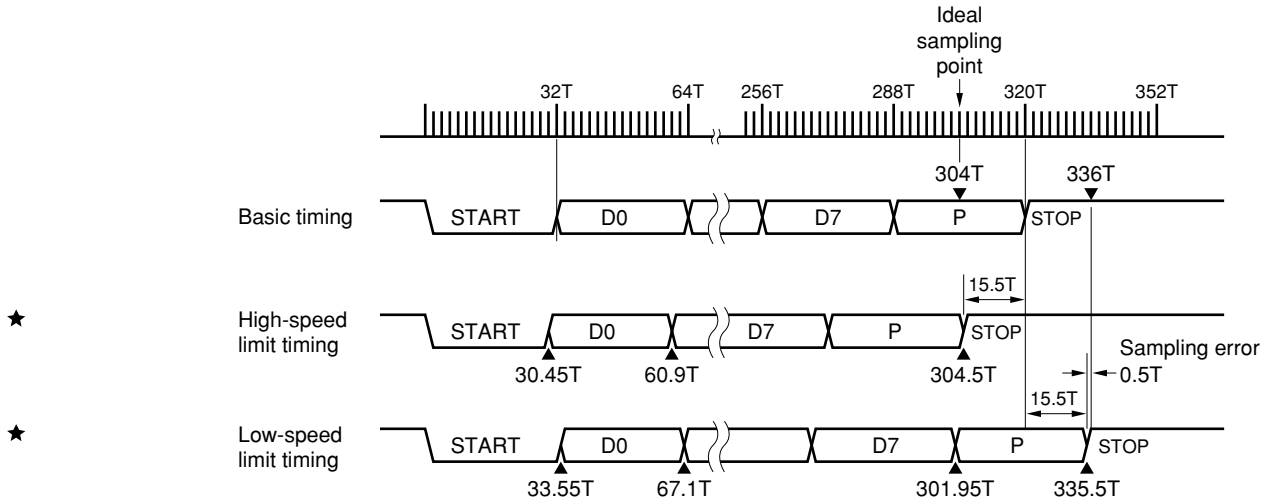 Ideal
sampling
point
32T 64T 256T 288T 320T 352T
304T 336T
Basic timing START D0 D7 P STOP
15.5T
★ High-speed
limit timing START D0 D7 P STOP
30.45T 60.9T 304.5T
Sampling error
0.5T
15.5T
★ Low-speed
limit timing START D0 D7 P STOP
33.55T 67.1T 301.95T 335.5T